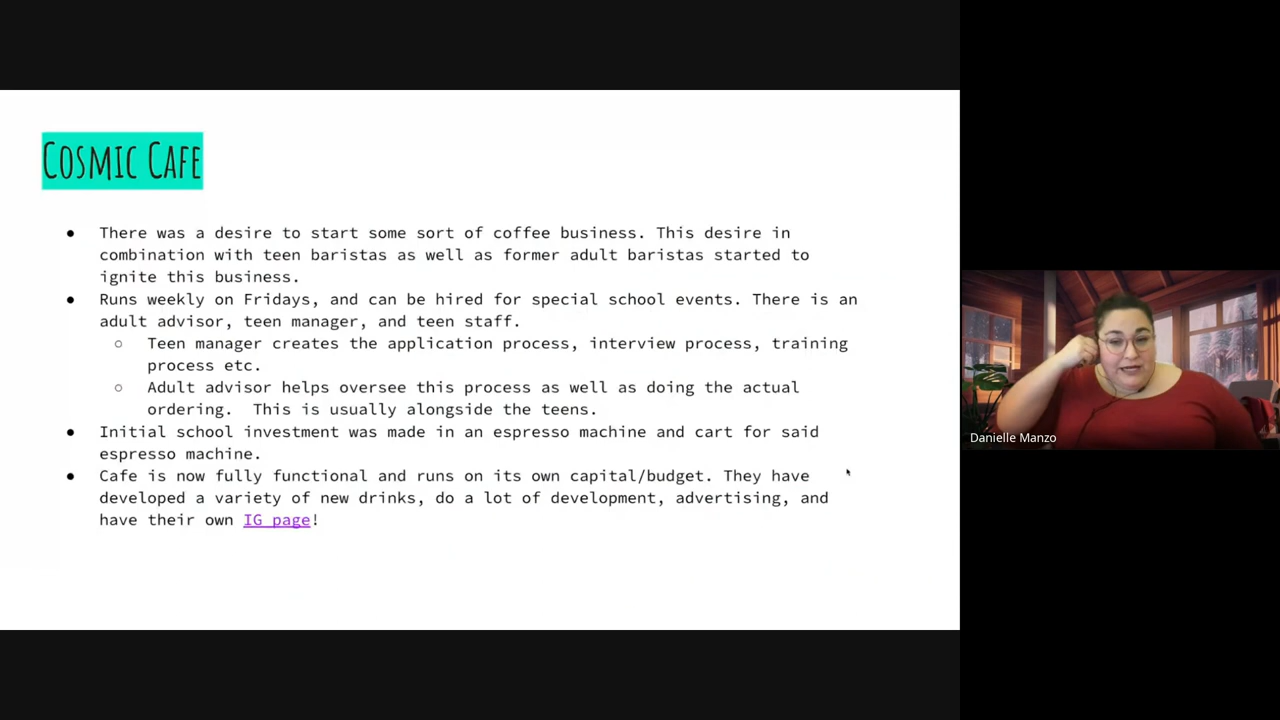 Cosmic Cafe
● There was a desire to start some sort of coffee business. This desire in
combination with teen baristas as well as former adult baristas started to
ignite this business.
● Runs weekly on Fridays, and can be hired for special school events. There is an
adult advisor, teen manager, and teen staff.
○ Teen manager creates the application process, interview process, training
process etc.
○ Adult advisor helps oversee this process as well as doing the actual
ordering.  This is usually alongside the teens.
● Initial school investment was made in an espresso machine and cart for said
espresso machine.
● Cafe is now fully functional and runs on its own capital/budget. They have
developed a variety of new drinks, do a lot of development, advertising, and
have their own IG page!
Danielle Manzo